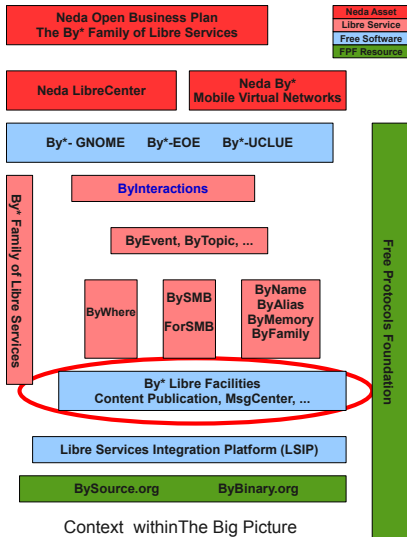 Neda Open Business Plan
The By* Family of Libre Services
Neda Asset
Libre Service
Free Software
FPF Resource
Neda LibreCenter
Neda By*
Mobile Virtual Networks
By*- GNOME By*-EOE By*-UCLUE
By* Family of Libre Services
ByInteractions
ByEvent, ByTopic, ...
ByWhere
BySMB
ForSMB
ByName
ByAlias
ByMemory
ByFamily
Free Protocols Foundation
By* Libre Facilities
Content Publication, MsgCenter, ...
Libre Services Integration Platform (LSIP)
BySource.org ByBinary.org
Context withinThe Big Picture